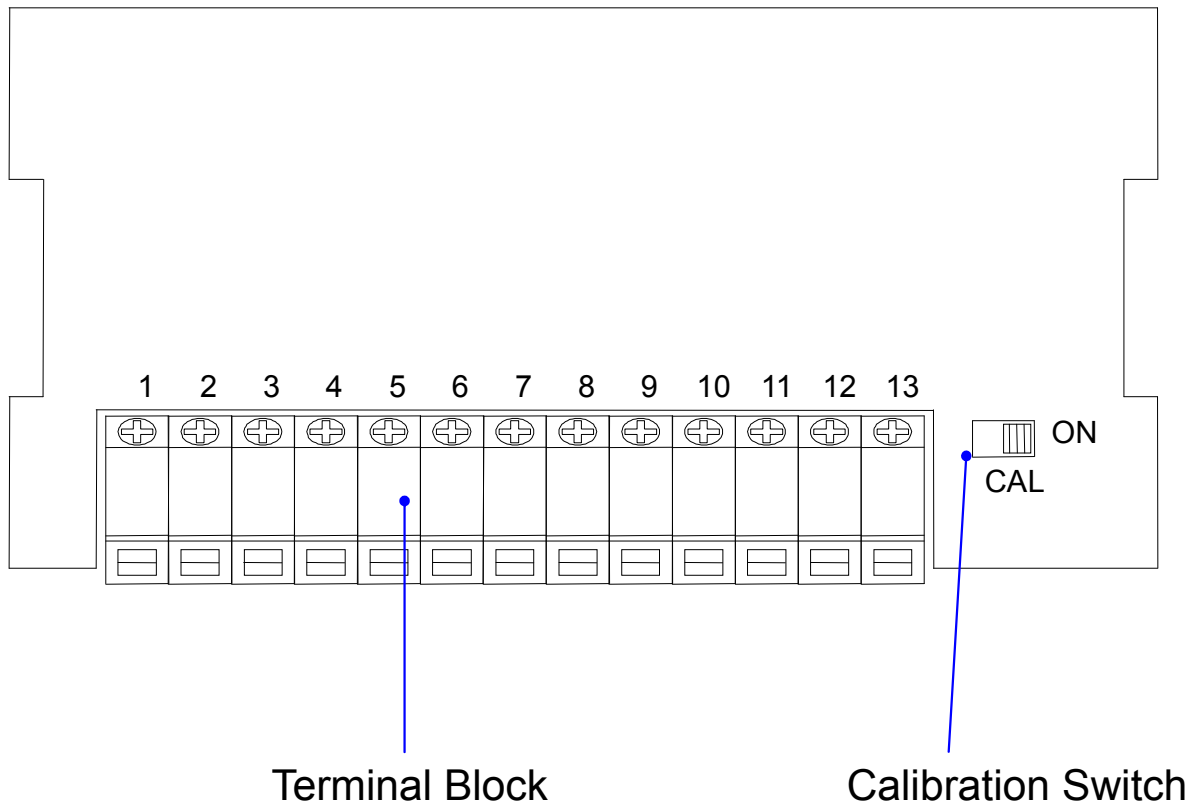 1 2 3 4 5 6 7 8 9 10 11 12 13
ON
CAL
Terminal Block
Calibration Switch